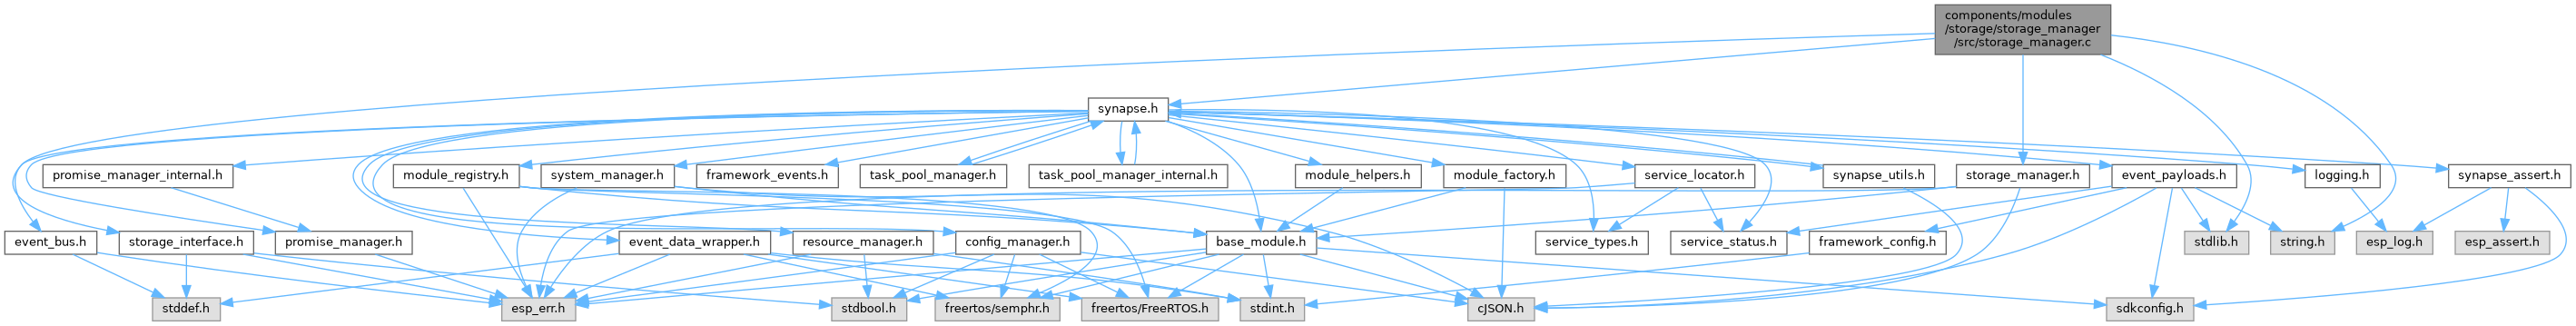 components/modules
/storage/storage_manager
/src/storage_manager.c
synapse.h
promise_manager_internal.h
module_registry.h
system_manager.h
framework_events.h
task_pool_manager.h
task_pool_manager_internal.h
module_helpers.h
module_factory.h
service_locator.h
synapse_utils.h
storage_manager.h
event_payloads.h
logging.h
synapse_assert.h
event_bus.h
storage_interface.h
promise_manager.h
event_data_wrapper.h
resource_manager.h
config_manager.h
base_module.h
service_types.h
service_status.h
framework_config.h
stdlib.h
string.h
esp_log.h
esp_assert.h
stddef.h
esp_err.h
stdbool.h
freertos/semphr.h
freertos/FreeRTOS.h
stdint.h
cJSON.h
sdkconfig.h